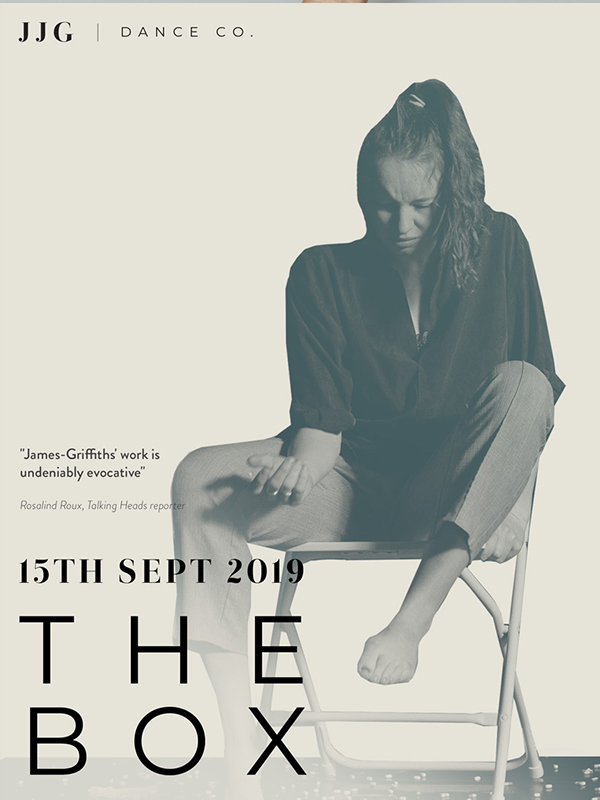 JJG | DANCE CO.
"James-Griffiths' work is
undeniably evocative"
Rosalind Roux, Talking Heads reporter
15TH SEPT 2019
THE
BOX